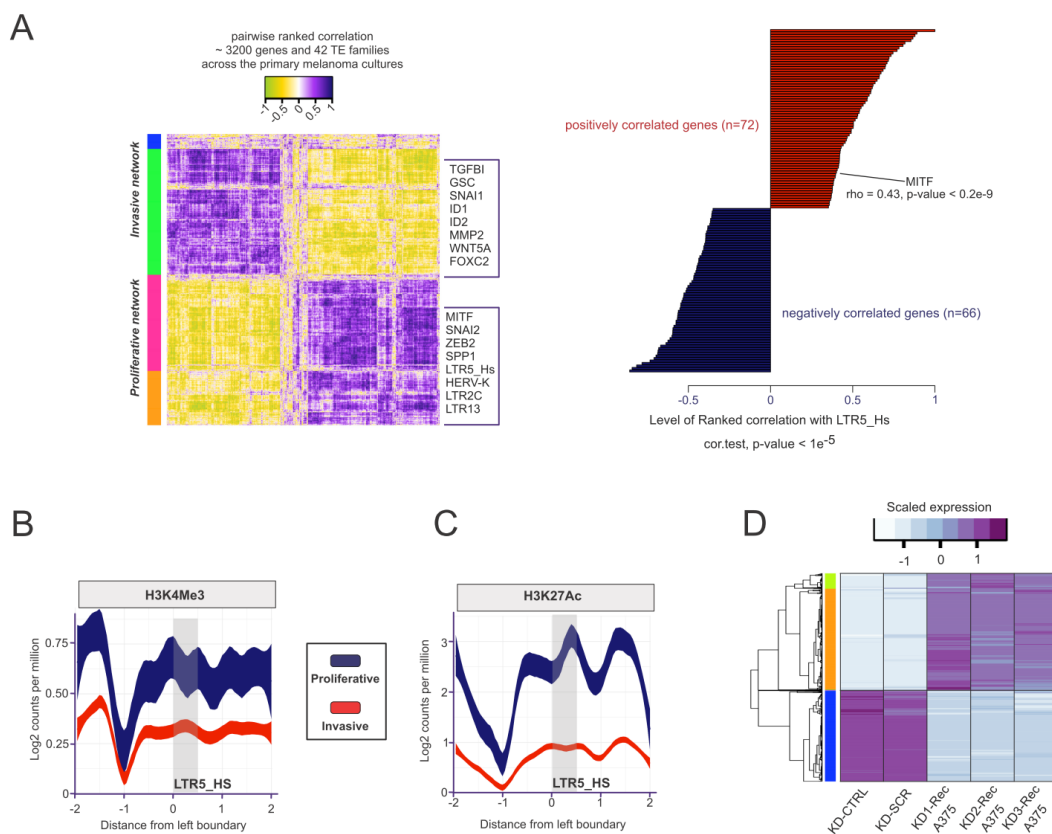 A
pairwise ranked correlation
~ 3200 genes and 42 TE families
across the primary melanoma cultures
-1
-0.5
0
0.5
1
Invasive network
Proliferative network
TGFBI
GSC
SNAI1
ID1
ID2
MMP2
WNT5A
FOXC2
MITF
SNAI2
ZEB2
SPP1
LTR5_Hs
HERV-K
LTR2C
LTR13
positively correlated genes (n=72)
MITF
rho = 0.43, p-value < 0.2e-9
negatively correlated genes (n=66)
-0.5
0
0.5
1
Level of Ranked correlation with LTR5_Hs
cor.test, p-value < 1e-5
B
H3K4Me3
Log2 counts per million
0.75
0.50
0.25
0
LTR5_HS
-2
-1
0
1
2
Distance from left boundary
Proliferative
Invasive
C
H3K27Ac
Log2 counts per million
3
2
1
0
LTR5_HS
-2
-1
0
1
2
Distance from left boundary
D
Scaled expression
-1
0
1
KD-CTRL
KD-SCR
KD1-Rec
A375
KD2-Rec
A375
KD3-Rec
A375